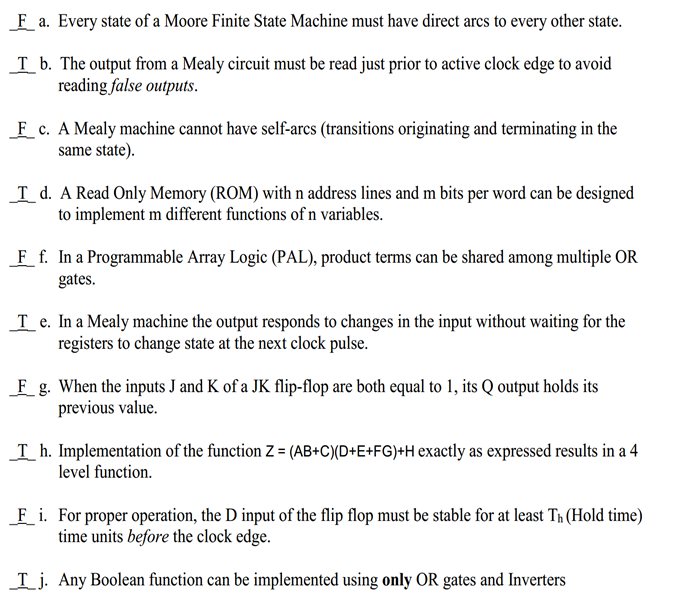 _F_ a. Every state of a Moore Finite State Machine must have direct arcs to every other state.
_T_ b. The output from a Mealy circuit must be read just prior to active clock edge to avoid
reading false outputs.
_F_ c. A Mealy machine cannot have self-arcs (transitions originating and terminating in the
same state).
_T_ d. A Read Only Memory (ROM) with n address lines and m bits per word can be designed
to implement m different functions of n variables.
_F_ f. In a Programmable Array Logic (PAL), product terms can be shared among multiple OR
gates.
_T_ e. In a Mealy machine the output responds to changes in the input without waiting for the
registers to change state at the next clock pulse.
_F_ g. When the inputs J and K of a JK flip-flop are both equal to 1, its Q output holds its
previous value.
_T_ h. Implementation of the function Z = (AB+C)(D+E+FG)+H exactly as expressed results in a 4
level function.
_F_ i. For proper operation, the D input of the flip flop must be stable for at least Th (Hold time)
time units before the clock edge.
_T_ j. Any Boolean function can be implemented using only OR gates and Inverters